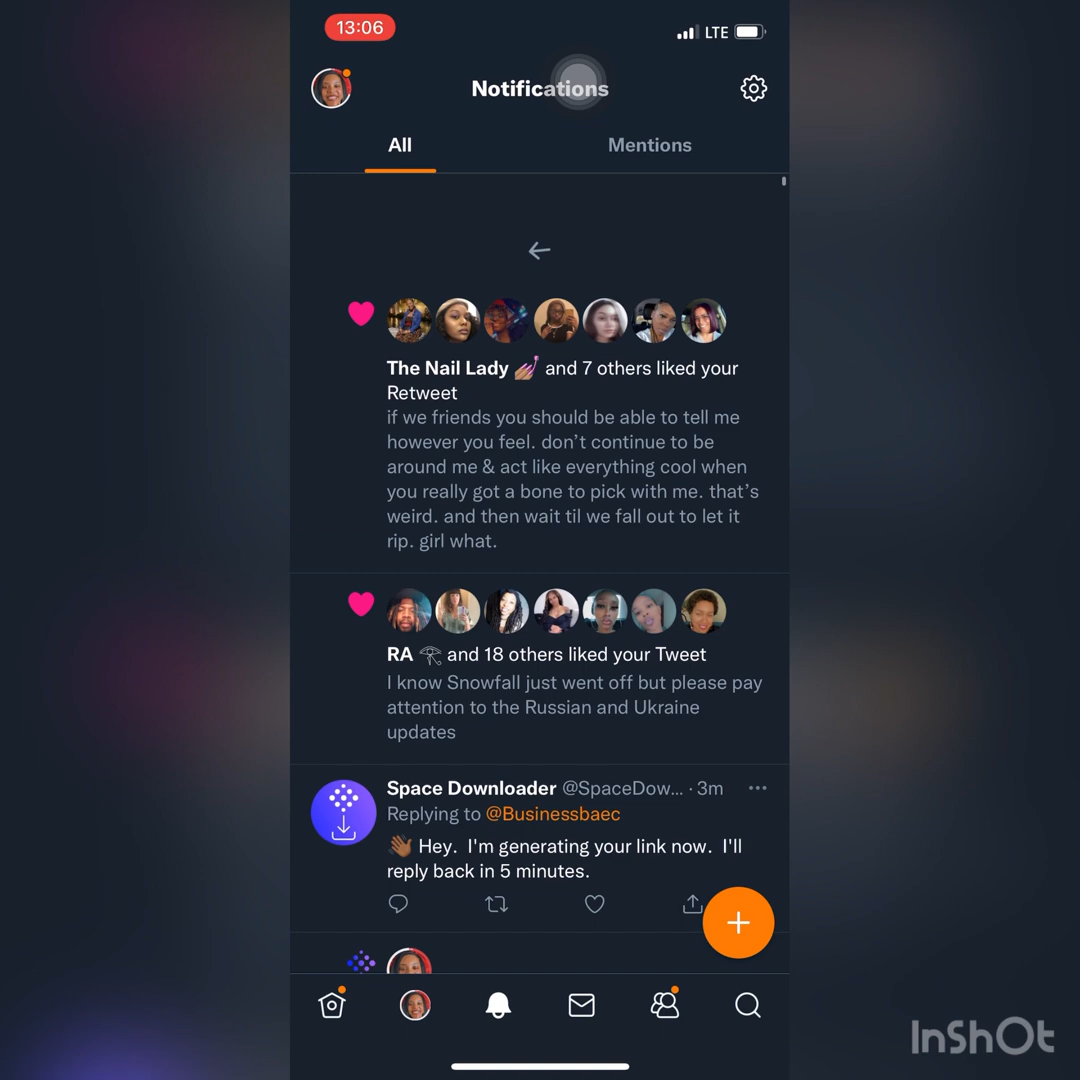 13:06
LTE
Notifications
All
Mentions
The Nail Lady 💅🏽 and 7 others liked your
Retweet
if we friends you should be able to tell me
however you feel. don’t continue to be
around me & act like everything cool when
you really got a bone to pick with me. that’s
weird. and then wait til we fall out to let it
rip. girl what.
RA 𓂀 and 18 others liked your Tweet
I know Snowfall just went off but please pay
attention to the Russian and Ukraine
updates
Space Downloader @SpaceDow... · 3m
Replying to @Businessbaec
👋🏾 Hey. I'm generating your link now. I'll
reply back in 5 minutes.
InShOt